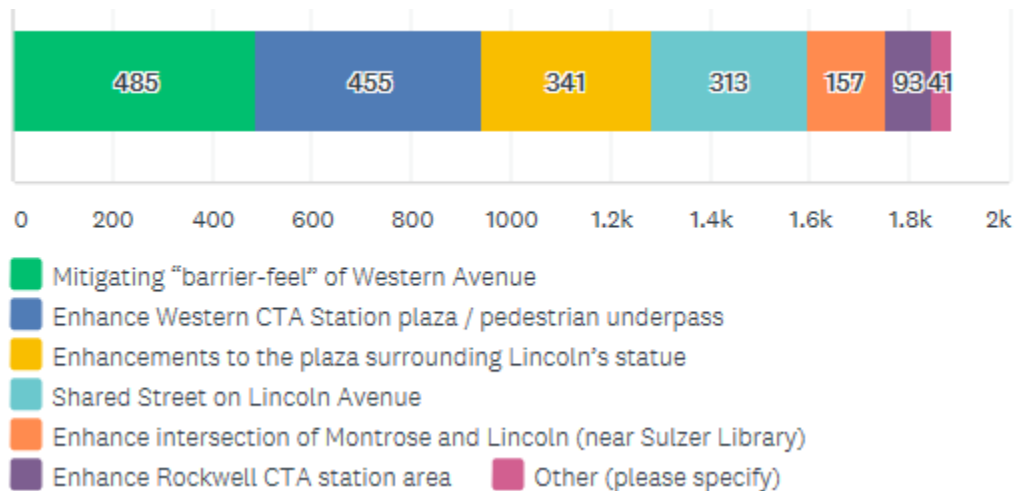 485 455 341 313 157 93 41
0 200 400 600 800 1000 1.2k 1.4k 1.6k 1.8k 2k
Mitigating “barrier-feel” of Western Avenue
Enhance Western CTA Station plaza / pedestrian underpass
Enhancements to the plaza surrounding Lincoln’s statue
Shared Street on Lincoln Avenue
Enhance intersection of Montrose and Lincoln (near Sulzer Library)
Enhance Rockwell CTA station area Other (please specify)